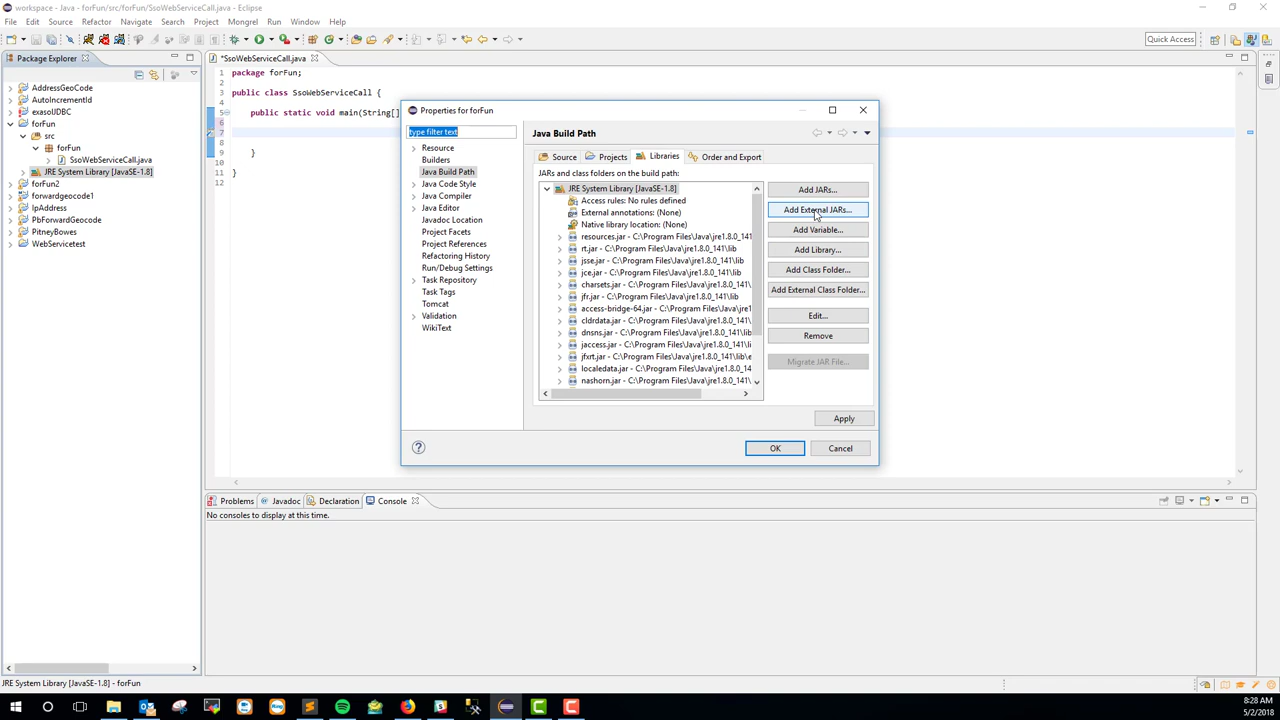 workspace - Java - forFun/src/forFun/SsoWebServiceCall.java - Eclipse
File Edit Source Refactor Navigate Search Project Mongrel Run Window Help
Quick Access
Package Explorer
*SsoWebServiceCall.java
AddressGeoCode
AutoIncrementId
exasolJDBC
forFun
src
forFun
SsoWebServiceCall.java
JRE System Library [JavaSE-1.8]
forFun2
forwardgeocode1
IpAddress
PbForwardGeocode
PitneyBowes
WebServicetest
1 package forFun;
2
3 public class SsoWebServiceCall {
4
5 public static void main(String[]
6
7
8
9 }
10
11 }
12
Properties for forFun
type filter text
Resource
Builders
Java Build Path
Java Code Style
Java Compiler
Java Editor
Javadoc Location
Project Facets
Project References
Refactoring History
Run/Debug Settings
Task Repository
Task Tags
Tomcat
Validation
WikiText
Java Build Path
Source Projects Libraries Order and Export
JARs and class folders on the build path:
JRE System Library [JavaSE-1.8]
Access rules: No rules defined
External annotations: (None)
Native library location: (None)
resources.jar - C:\Program Files\Java\jre1.8.0_141\
rt.jar - C:\Program Files\Java\jre1.8.0_141\lib
jsse.jar - C:\Program Files\Java\jre1.8.0_141\lib
jce.jar - C:\Program Files\Java\jre1.8.0_141\lib
charsets.jar - C:\Program Files\Java\jre1.8.0_141\l
jfr.jar - C:\Program Files\Java\jre1.8.0_141\lib
access-bridge-64.jar - C:\Program Files\Java\jre1
cldrdata.jar - C:\Program Files\Java\jre1.8.0_141\
dnsns.jar - C:\Program Files\Java\jre1.8.0_141\lib
jaccess.jar - C:\Program Files\Java\jre1.8.0_141\li
jfxrt.jar - C:\Program Files\Java\jre1.8.0_141\lib\e
localedata.jar - C:\Program Files\Java\jre1.8.0_14
nashorn.jar - C:\Program Files\Java\jre1.8.0_141\
Add JARs...
Add External JARs...
Add Variable...
Add Library...
Add Class Folder...
Add External Class Folder...
Edit...
Remove
Migrate JAR File...
Apply
OK Cancel
Problems Javadoc Declaration Console
No consoles to display at this time.
JRE System Library [JavaSE-1.8] - forFun
8:28 AM
5/2/2018